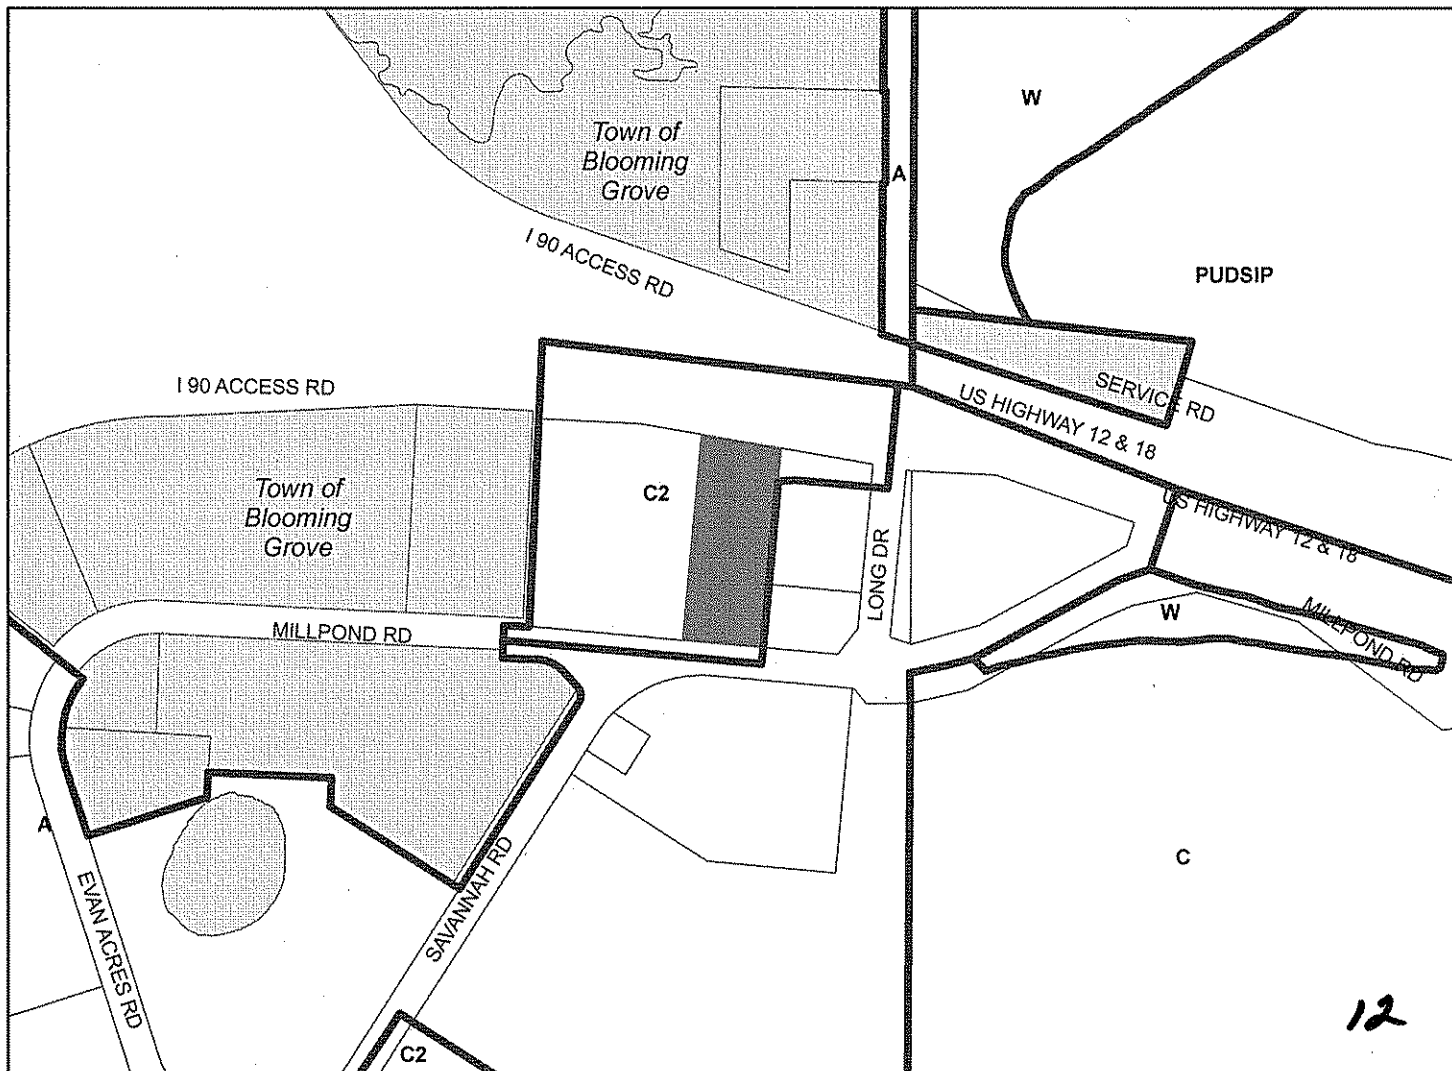 W
Town of
Blooming
Grove
A
I 90 ACCESS RD
PUDSIP
I 90 ACCESS RD
SERVICE RD
US HIGHWAY 12 & 18
Town of
Blooming
Grove
C2
US HIGHWAY 12 & 18
LONG DR
MILLPOND RD
W
MILLPOND RD
A
C
EVAN ACRES RD
SAVANNAH RD
12
C2